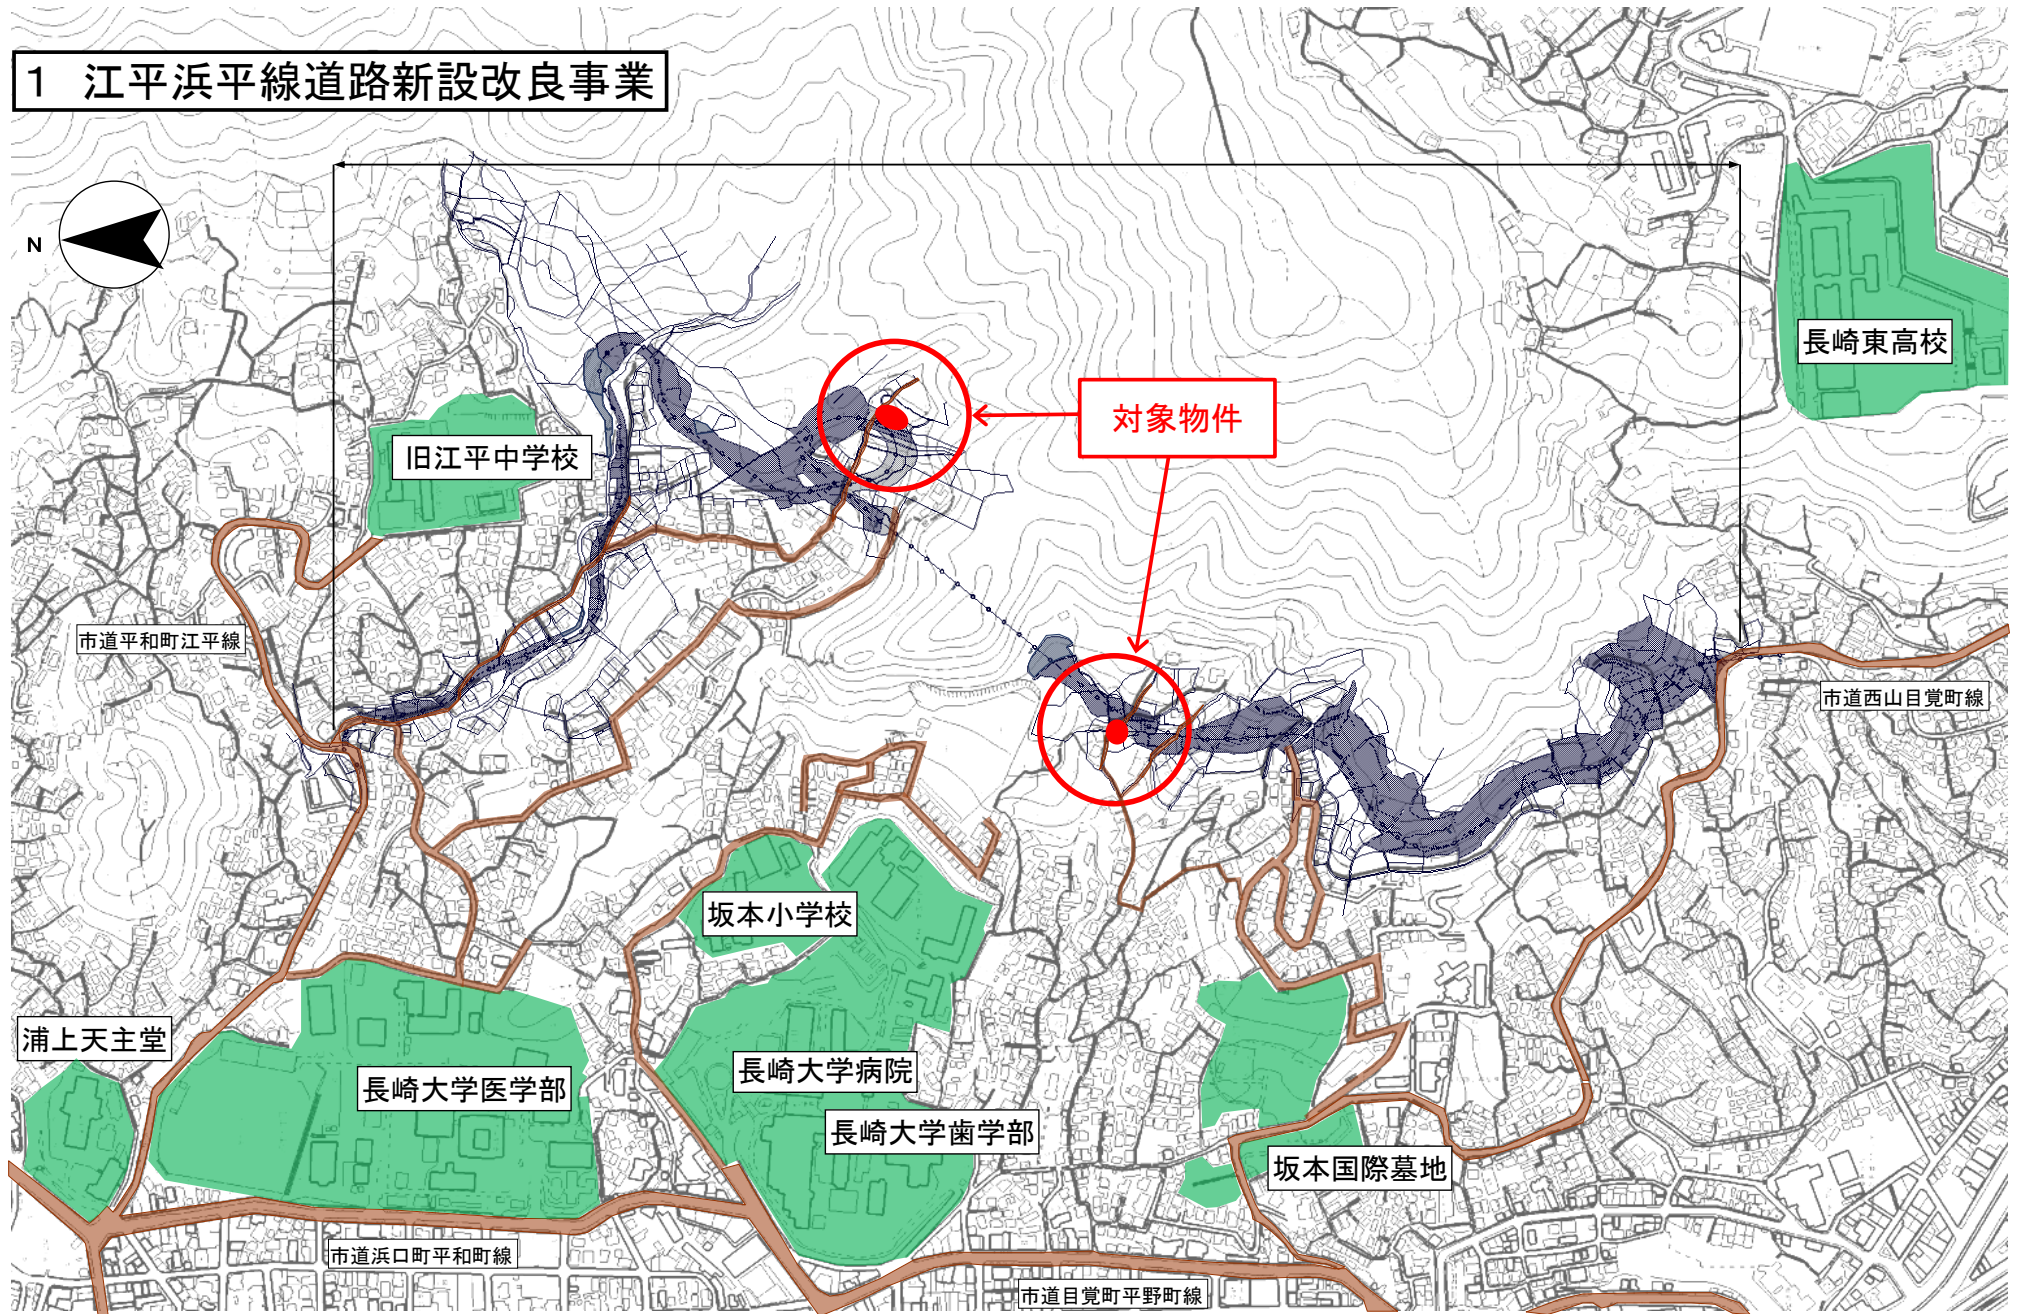 1 江平浜平線道路新設改良事業
N
長崎東高校
対象物件
旧江平中学校
市道平和町江平線
市道西山目覚町線
坂本小学校
浦上天主堂
長崎大学病院
長崎大学医学部
長崎大学歯学部
坂本国際墓地
市道浜口町平和町線
市道目覚町平野町線